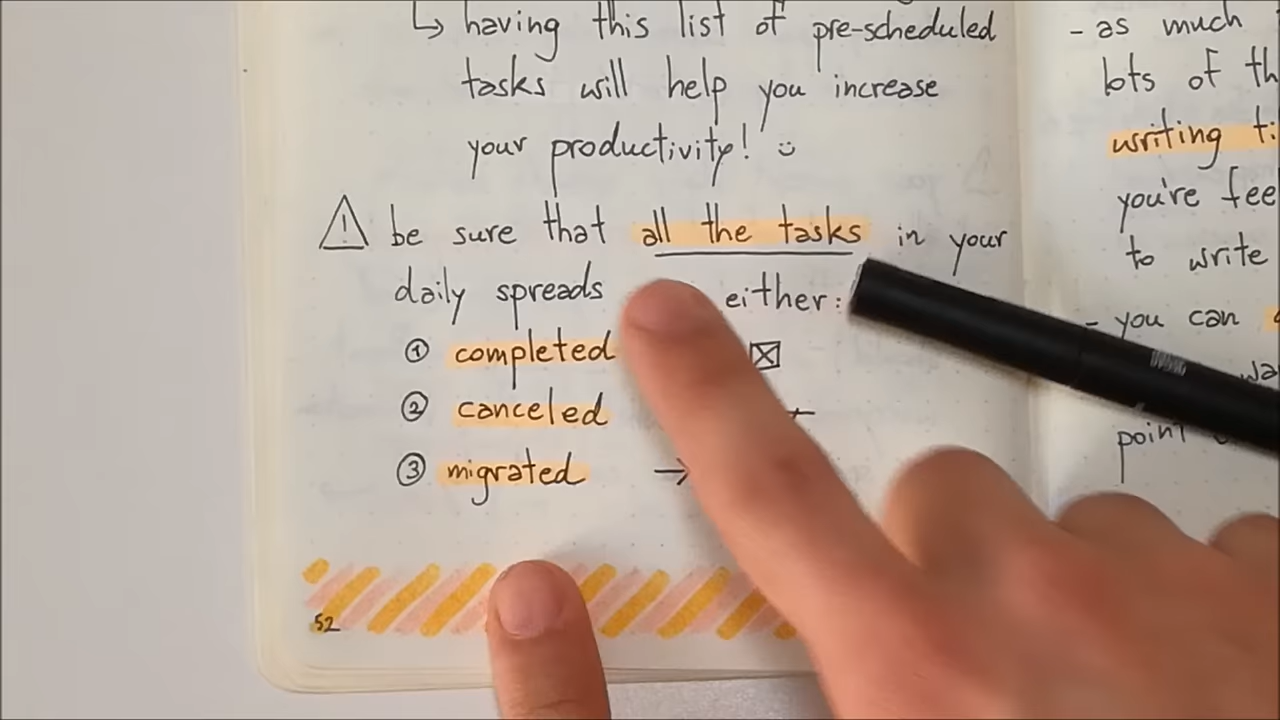 ↳ having this list of pre-scheduled
tasks will help you increase
your productivity! ☺
⚠ be sure that all the tasks in your
daily spreads either:
① completed ☒
② canceled
③ migrated →
52
- as much
lots of
writing
you're
to write
- you can
point